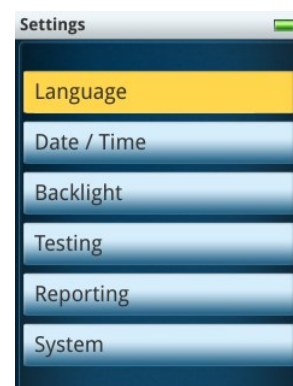 Settings
Language
Date / Time
Backlight
Testing
Reporting
System